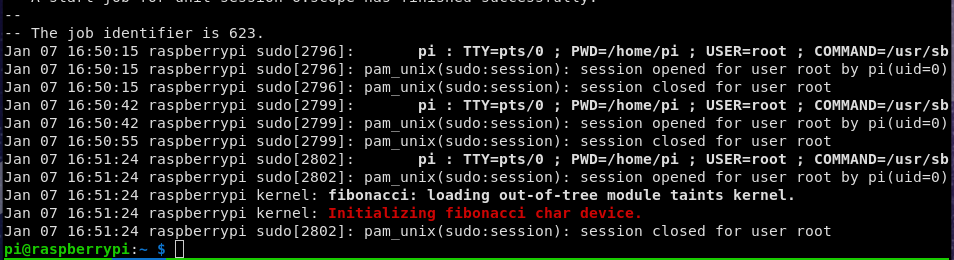 --
-- The job identifier is 623.
Jan 07 16:50:15 raspberrypi sudo[2796]:       pi : TTY=pts/0 ; PWD=/home/pi ; USER=root ; COMMAND=/usr/sb
Jan 07 16:50:15 raspberrypi sudo[2796]: pam_unix(sudo:session): session opened for user root by pi(uid=0)
Jan 07 16:50:15 raspberrypi sudo[2796]: pam_unix(sudo:session): session closed for user root
Jan 07 16:50:42 raspberrypi sudo[2799]:       pi : TTY=pts/0 ; PWD=/home/pi ; USER=root ; COMMAND=/usr/sb
Jan 07 16:50:42 raspberrypi sudo[2799]: pam_unix(sudo:session): session opened for user root by pi(uid=0)
Jan 07 16:50:55 raspberrypi sudo[2799]: pam_unix(sudo:session): session closed for user root
Jan 07 16:51:24 raspberrypi sudo[2802]:       pi : TTY=pts/0 ; PWD=/home/pi ; USER=root ; COMMAND=/usr/sb
Jan 07 16:51:24 raspberrypi sudo[2802]: pam_unix(sudo:session): session opened for user root by pi(uid=0)
Jan 07 16:51:24 raspberrypi kernel: fibonacci: loading out-of-tree module taints kernel.
Jan 07 16:51:24 raspberrypi kernel: Initializing fibonacci char device.
Jan 07 16:51:24 raspberrypi sudo[2802]: pam_unix(sudo:session): session closed for user root
pi@raspberrypi:~ $